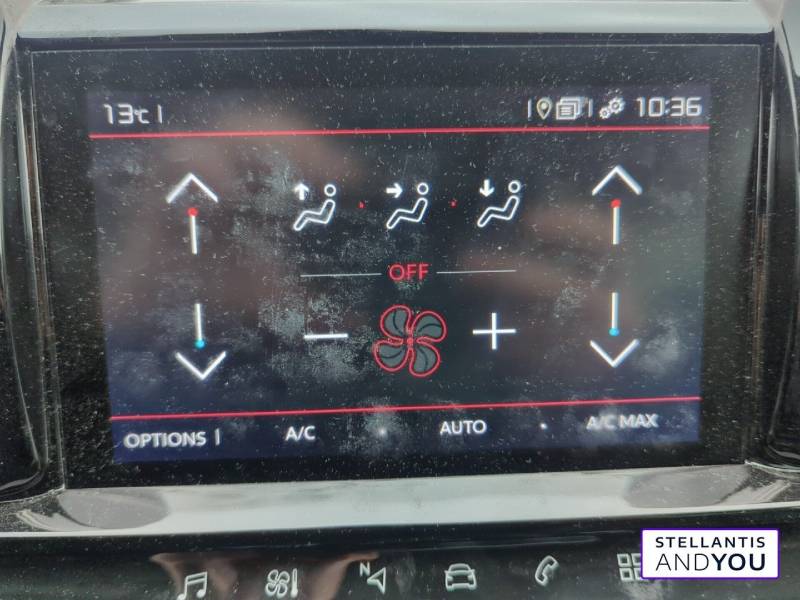 13°C
10:36
OFF
OPTIONS A/C AUTO A/C MAX
N
STELLANTIS
ANDYOU